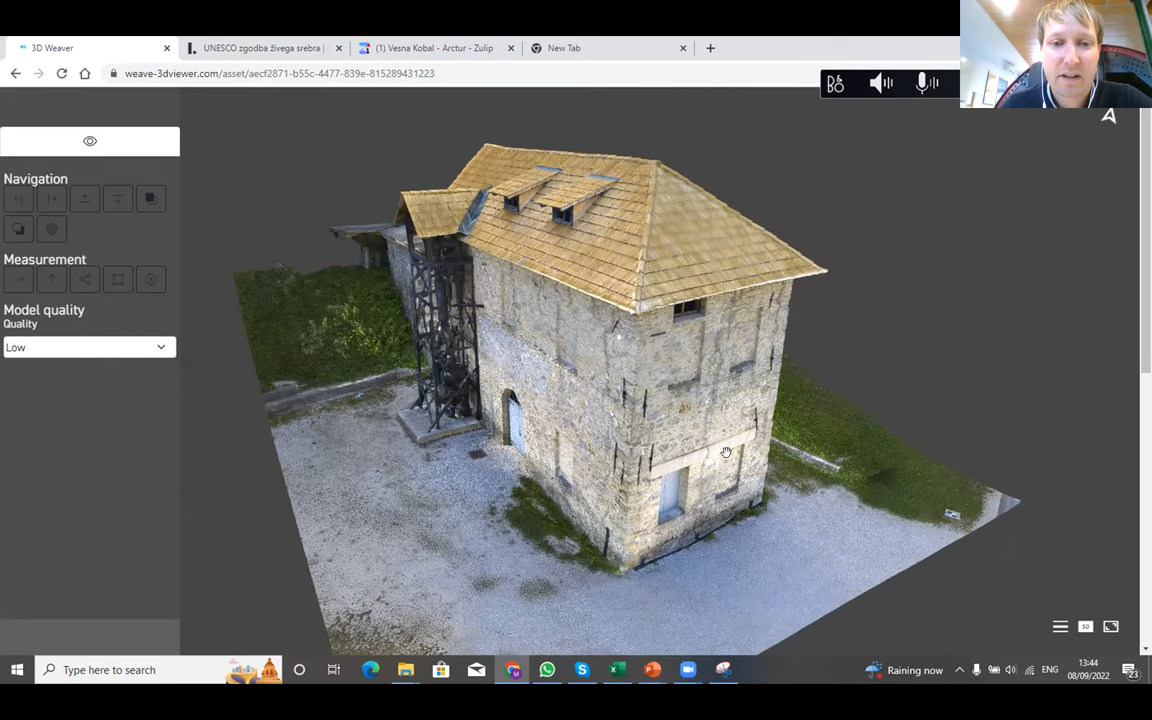 3D Weaver
UNESCO zgodba živega srebra |
(1) Vesna Kobal - Arctur - Zulip
New Tab
weave-3dviewer.com/asset/aecf2871-b55c-4477-839e-815289431223
Navigation
Measurement
Model quality
Quality
Low
SD
Type here to search
Raining now
ENG
13:44
08/09/2022
23